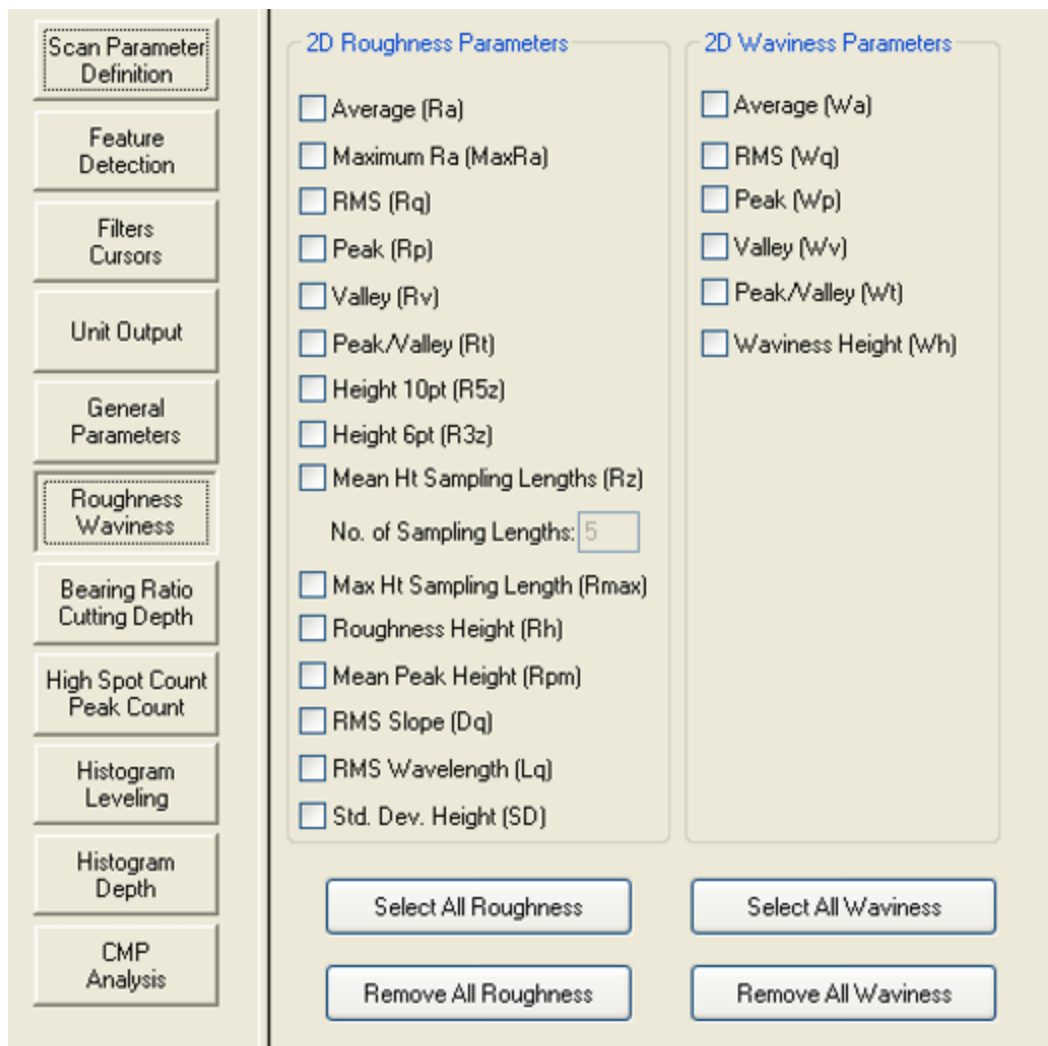 Scan Parameter
Definition
Feature
Detection
Filters
Cursors
Unit Output
General
Parameters
Roughness
Waviness
Bearing Ratio
Cutting Depth
High Spot Count
Peak Count
Histogram
Leveling
Histogram
Depth
CMP
Analysis
2D Roughness Parameters
Average (Ra)
Maximum Ra (MaxRa)
RMS (Rq)
Peak (Rp)
Valley (Rv)
Peak/Valley (Rt)
Height 10pt (R5z)
Height 6pt (R3z)
Mean Ht Sampling Lengths (Rz)
No. of Sampling Lengths: 5
Max Ht Sampling Length (Rmax)
Roughness Height (Rh)
Mean Peak Height (Rpm)
RMS Slope (Dq)
RMS Wavelength (Lq)
Std. Dev. Height (SD)
Select All Roughness
Remove All Roughness
2D Waviness Parameters
Average (Wa)
RMS (Wq)
Peak (Wp)
Valley (Wv)
Peak/Valley (Wt)
Waviness Height (Wh)
Select All Waviness
Remove All Waviness